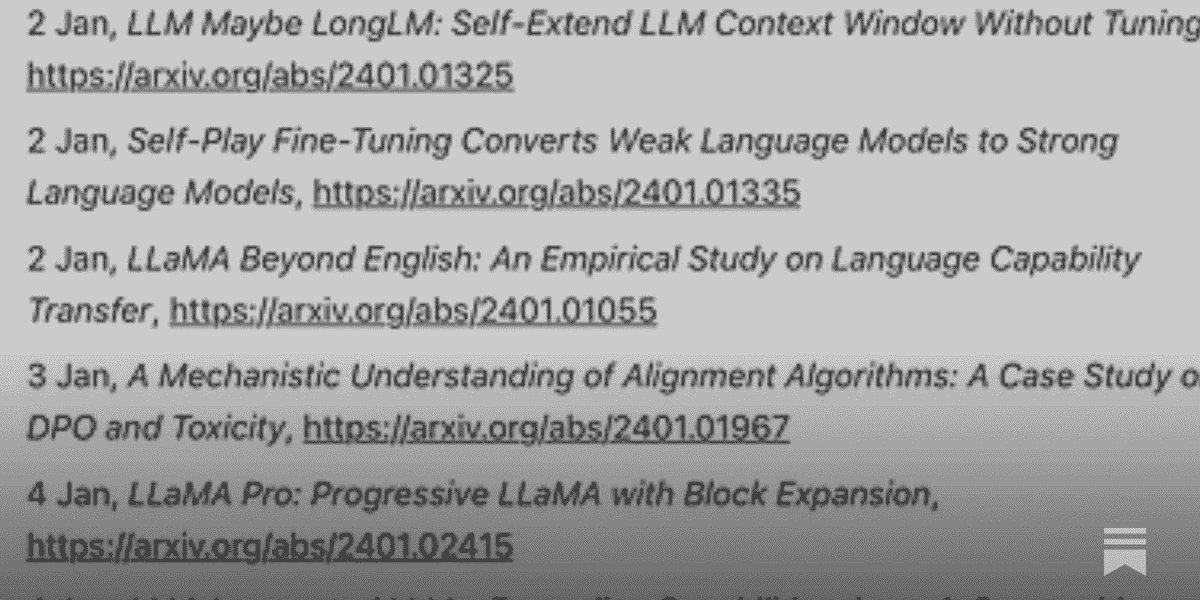 2 Jan, LLM Maybe LongLM: Self-Extend LLM Context Window Without Tuning
https://arxiv.org/abs/2401.01325
2 Jan, Self-Play Fine-Tuning Converts Weak Language Models to Strong
Language Models, https://arxiv.org/abs/2401.01335
2 Jan, LLaMA Beyond English: An Empirical Study on Language Capability
Transfer, https://arxiv.org/abs/2401.01055
3 Jan, A Mechanistic Understanding of Alignment Algorithms: A Case Study
DPO and Toxicity, https://arxiv.org/abs/2401.01967
4 Jan, LLaMA Pro: Progressive LLaMA with Block Expansion,
https://arxiv.org/abs/2401.02415